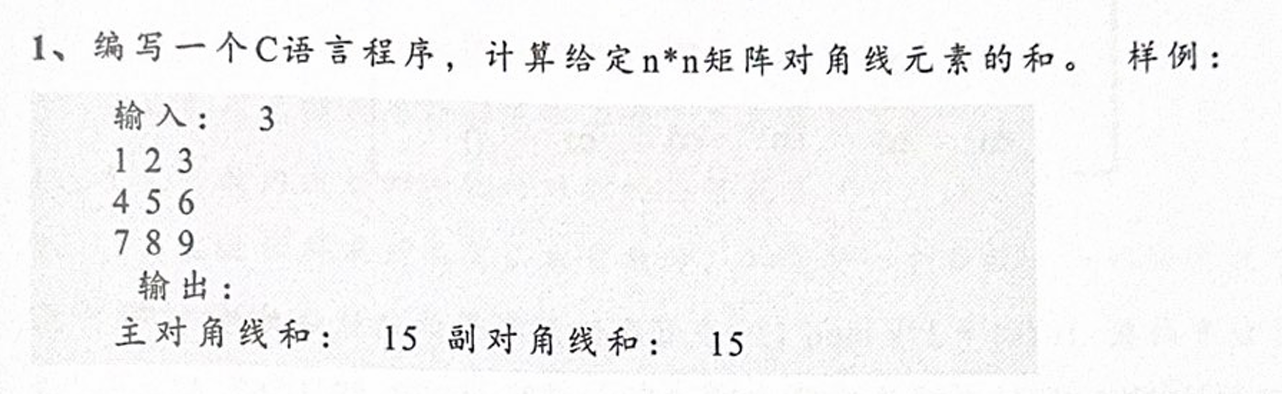 1、编写一个C语言程序，计算给定n*n矩阵对角线元素的和。 样例：
输入： 3
1 2 3
4 5 6
7 8 9
输出：
主对角线和： 15 副对角线和： 15